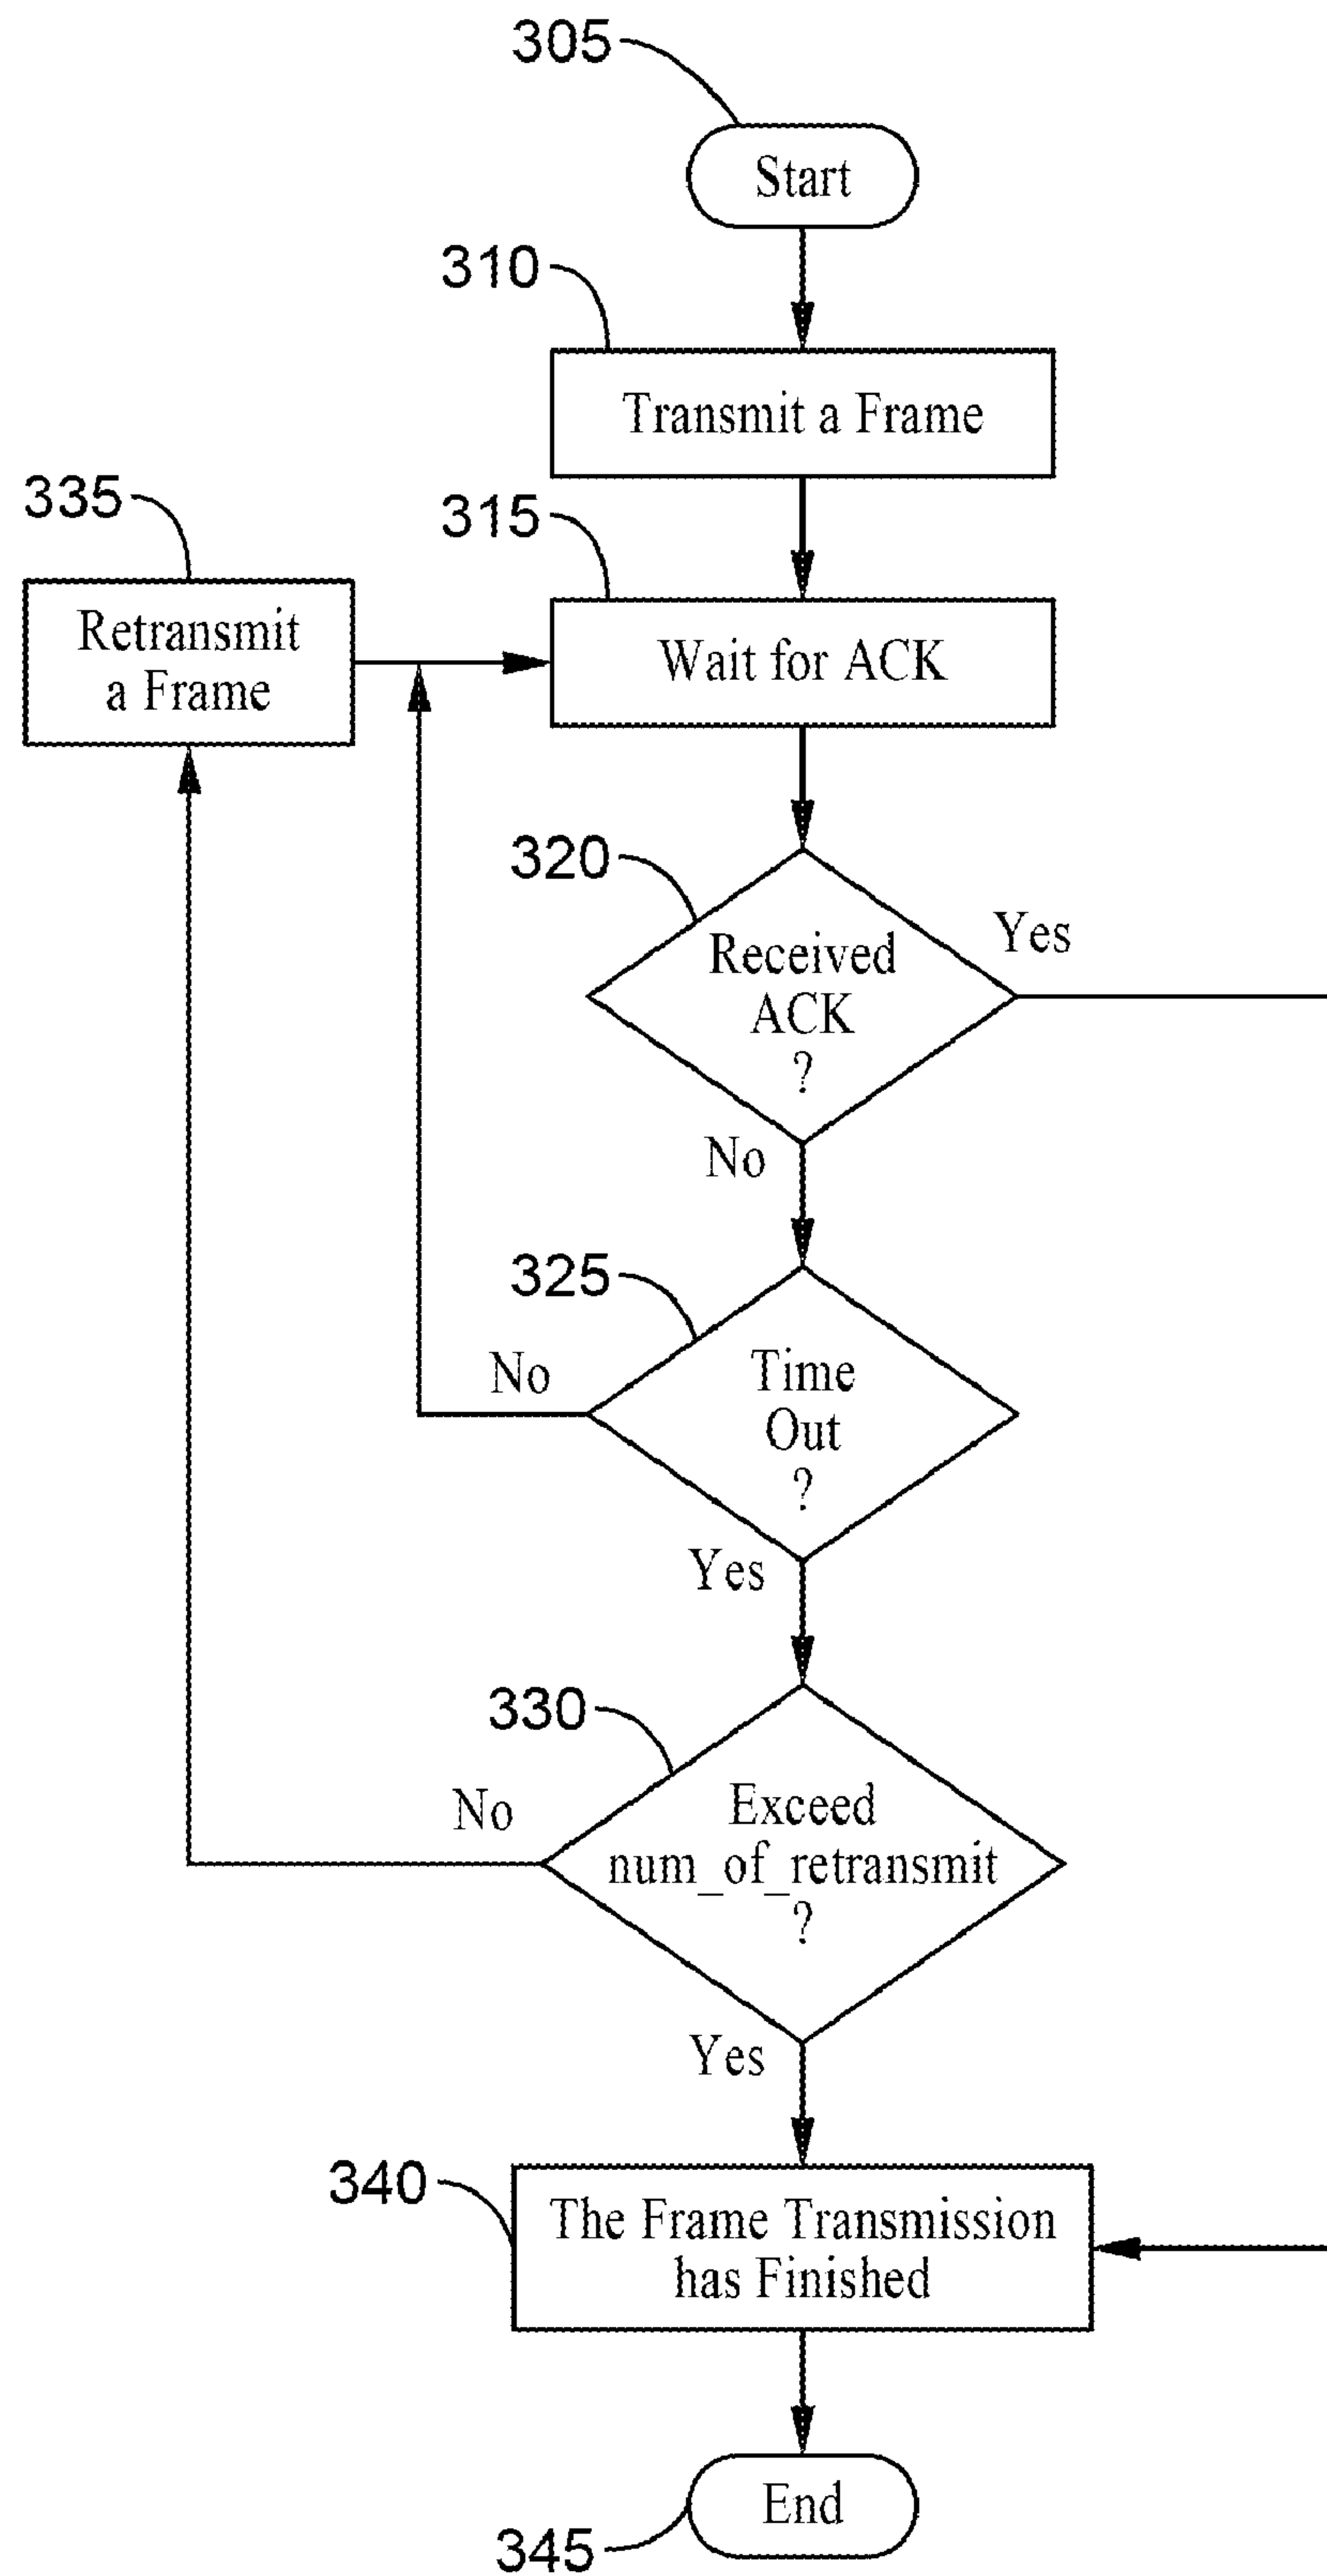 305
Start
310
Transmit a Frame
335
315
Retransmit
a Frame
Wait for ACK
320
Yes
Received
ACK
?
No
325
No
Time
Out
?
Yes
330
No
Exceed
num_of_retransmit
?
Yes
340
The Frame Transmission
has Finished
End
345